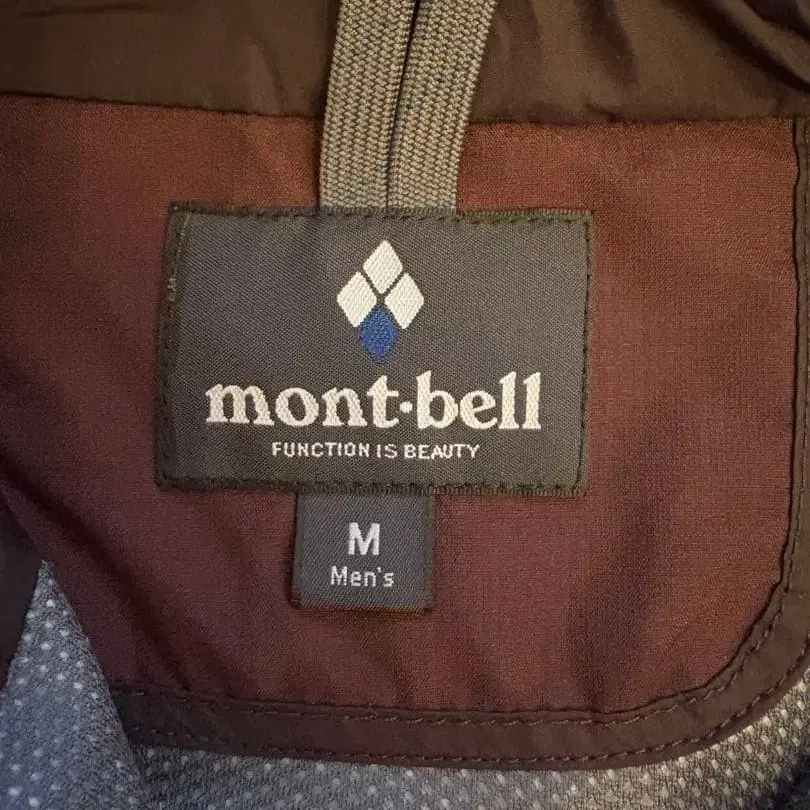 mont·bell
FUNCTION IS BEAUTY
M
Men's